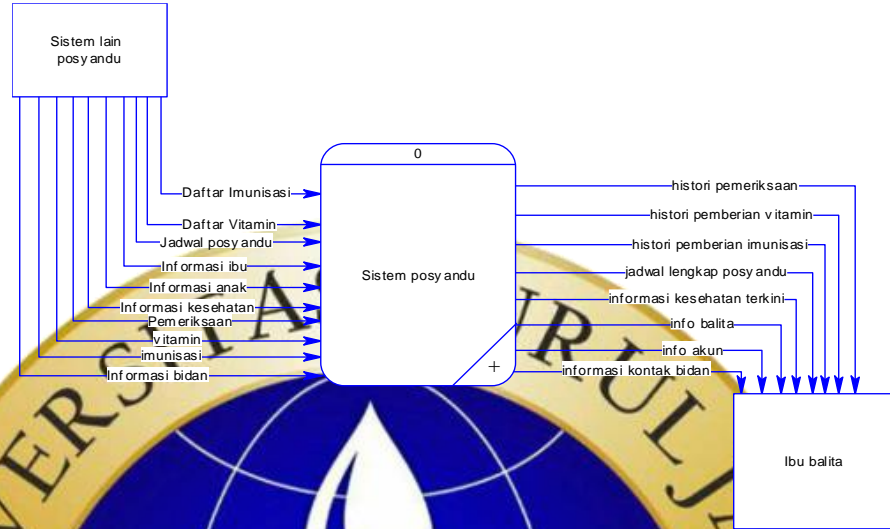 Sistem lain
posyandu
0
Sistem posyandu
Daftar Imunisasi
Daftar Vitamin
Jadwal posyandu
Informasi ibu
Informasi anak
Informasi kesehatan
Pemeriksaan
vitamin
imunisasi
Informasi bidan
histori pemeriksaan
histori pemberian vitamin
histori pemberian imunisasi
jadwal lengkap posyandu
informasi kesehatan terkini
info balita
info akun
informasi kontak bidan
+
Ibu balita